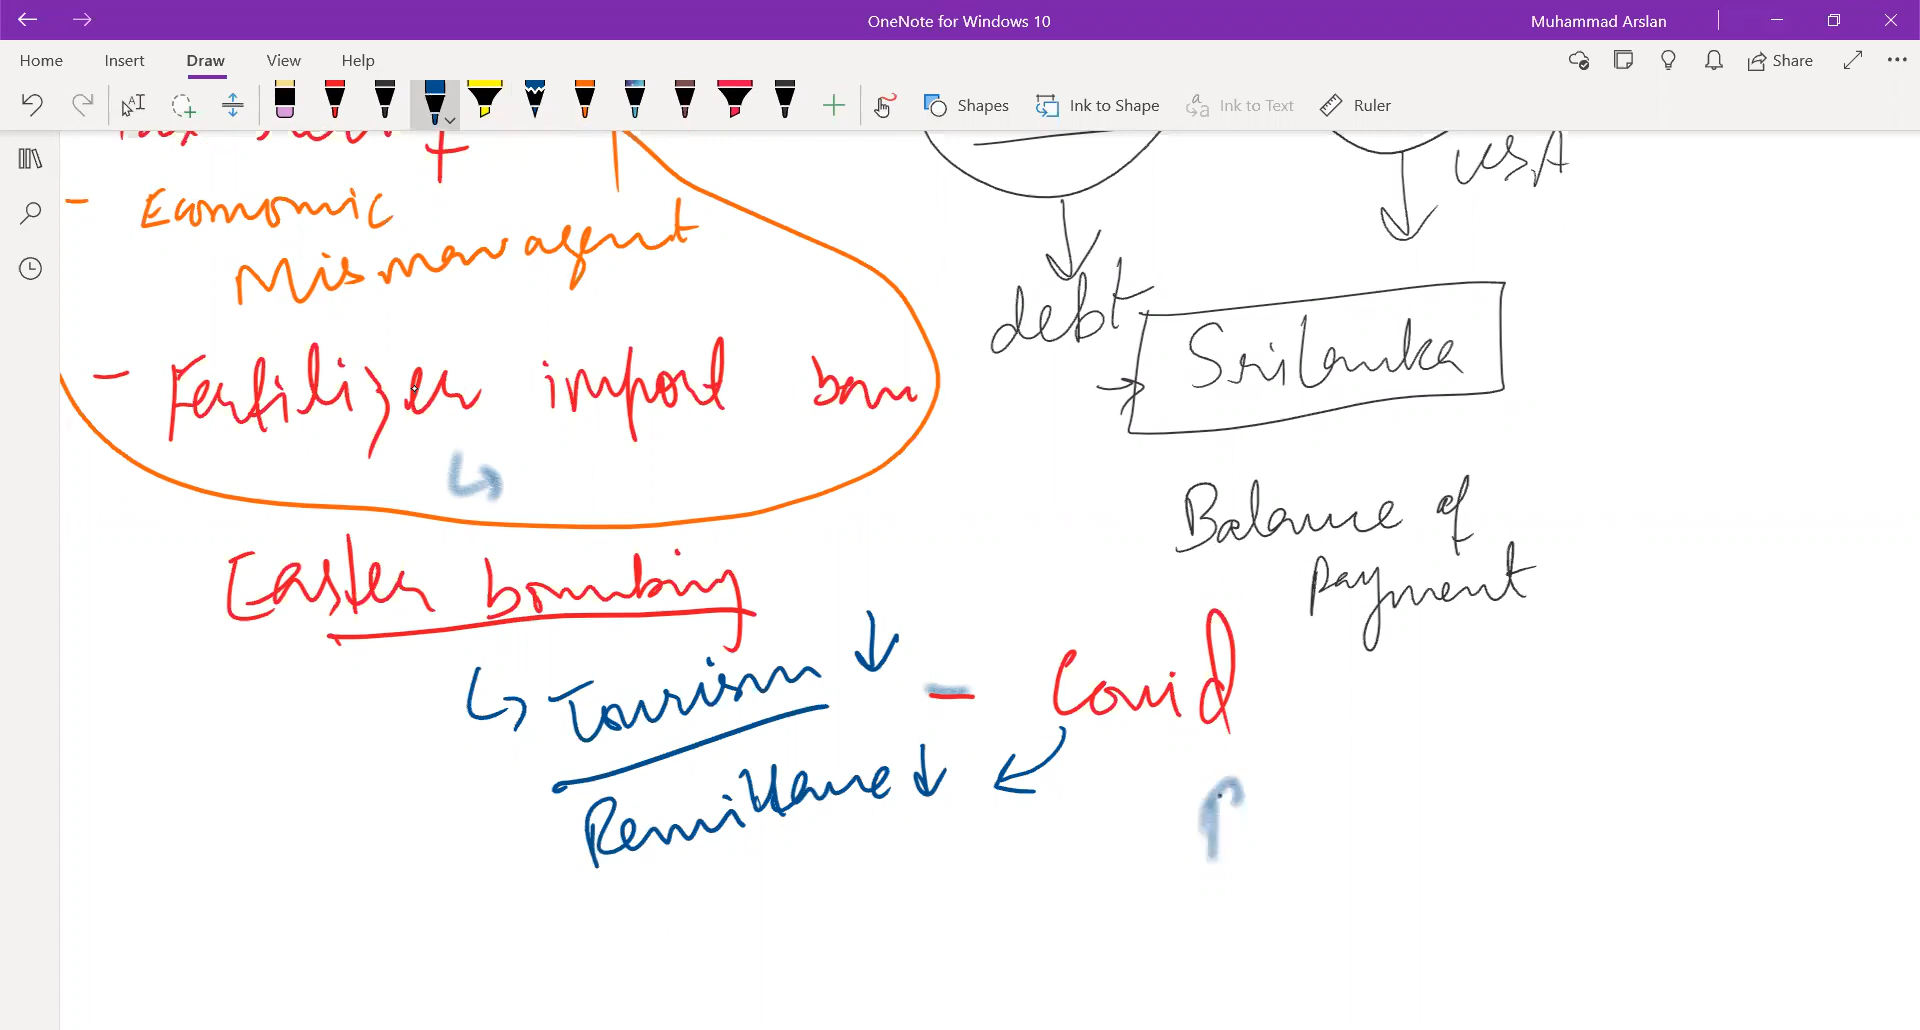 OneNote for Windows 10
Muhammad Arslan
Home Insert Draw View Help
Share
Shapes Ink to Shape Ink to Text Ruler
USA
- Economic
Mismanagent
debt
Srilanka
- Fertilizer import ban
Balance of
Payment
Easter bombing
Tourism ↓
- Covid
Remittance ↓